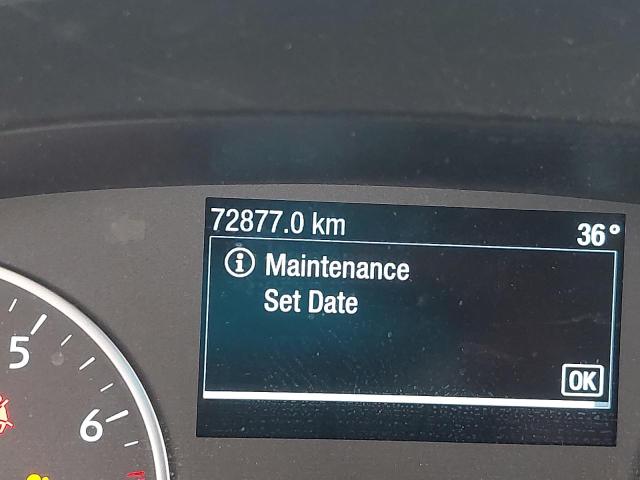 72877.0 km
36°
Maintenance
Set Date
OK
5
6